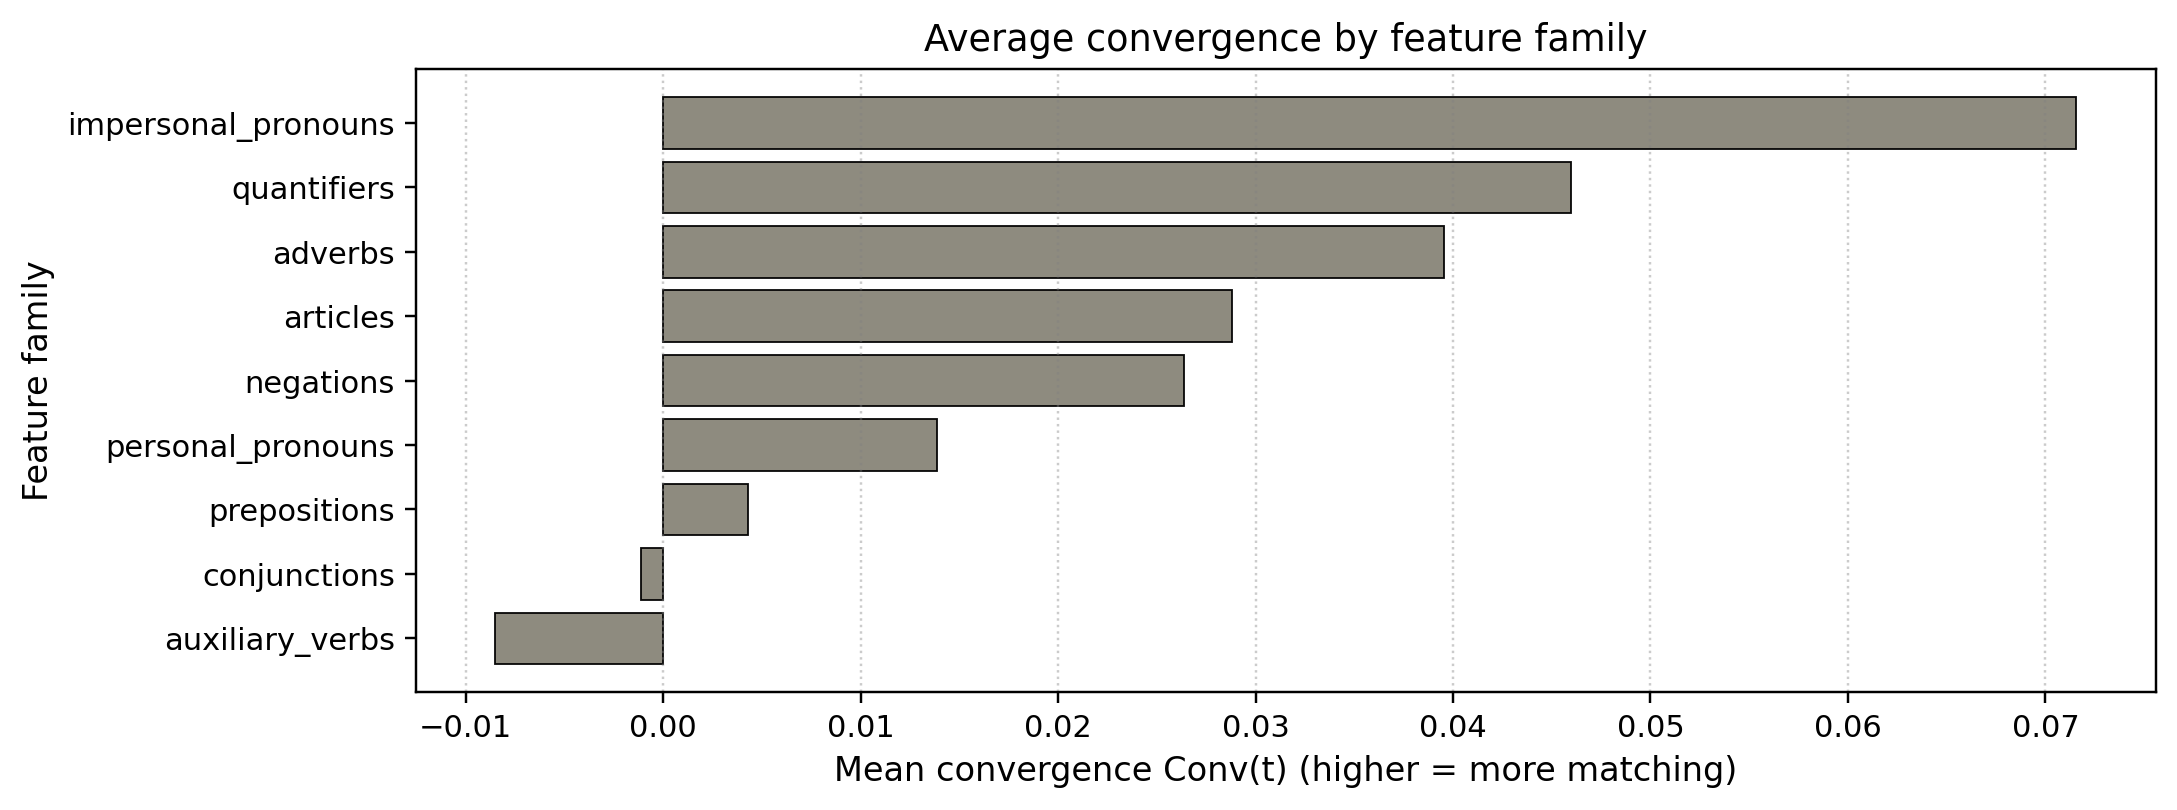 Average convergence by feature family
Feature family
impersonal_pronouns
quantifiers
adverbs
articles
negations
personal_pronouns
prepositions
conjunctions
auxiliary_verbs
−0.01 0.00 0.01 0.02 0.03 0.04 0.05 0.06 0.07
Mean convergence Conv(t) (higher = more matching)